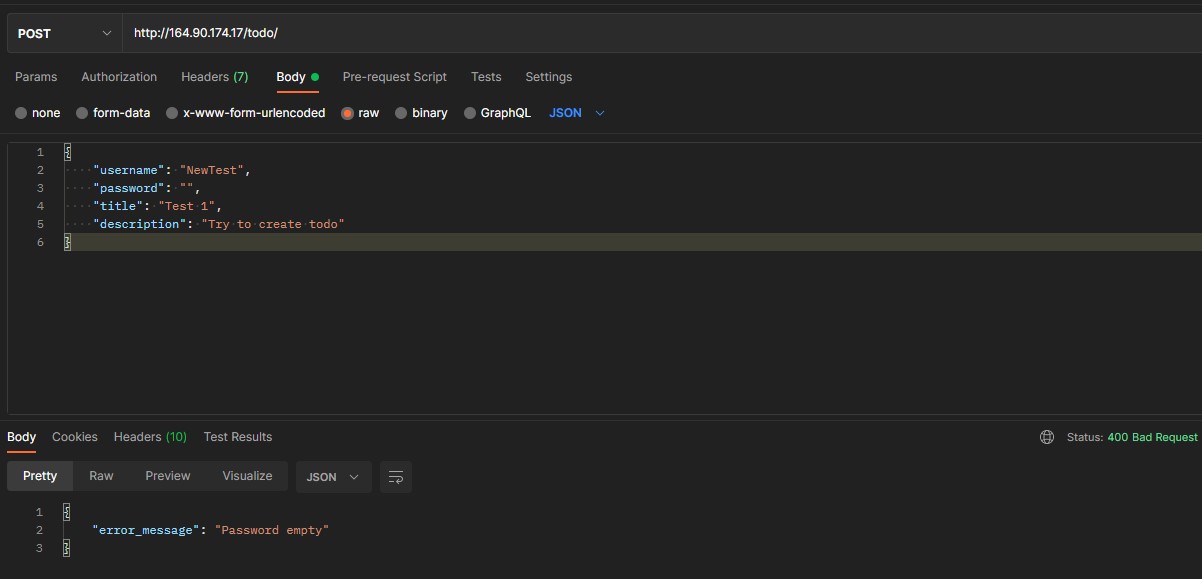 POST http://164.90.174.17/todo/
Params Authorization Headers (7) Body Pre-request Script Tests Settings
none form-data x-www-form-urlencoded raw binary GraphQL JSON
1 {
2 "username": "NewTest",
3 "password": "",
4 "title": "Test 1",
5 "description": "Try to create todo"
6 }
Body Cookies Headers (10) Test Results Status: 400 Bad Request
Pretty Raw Preview Visualize JSON
1 {
2 "error_message": "Password empty"
3 }